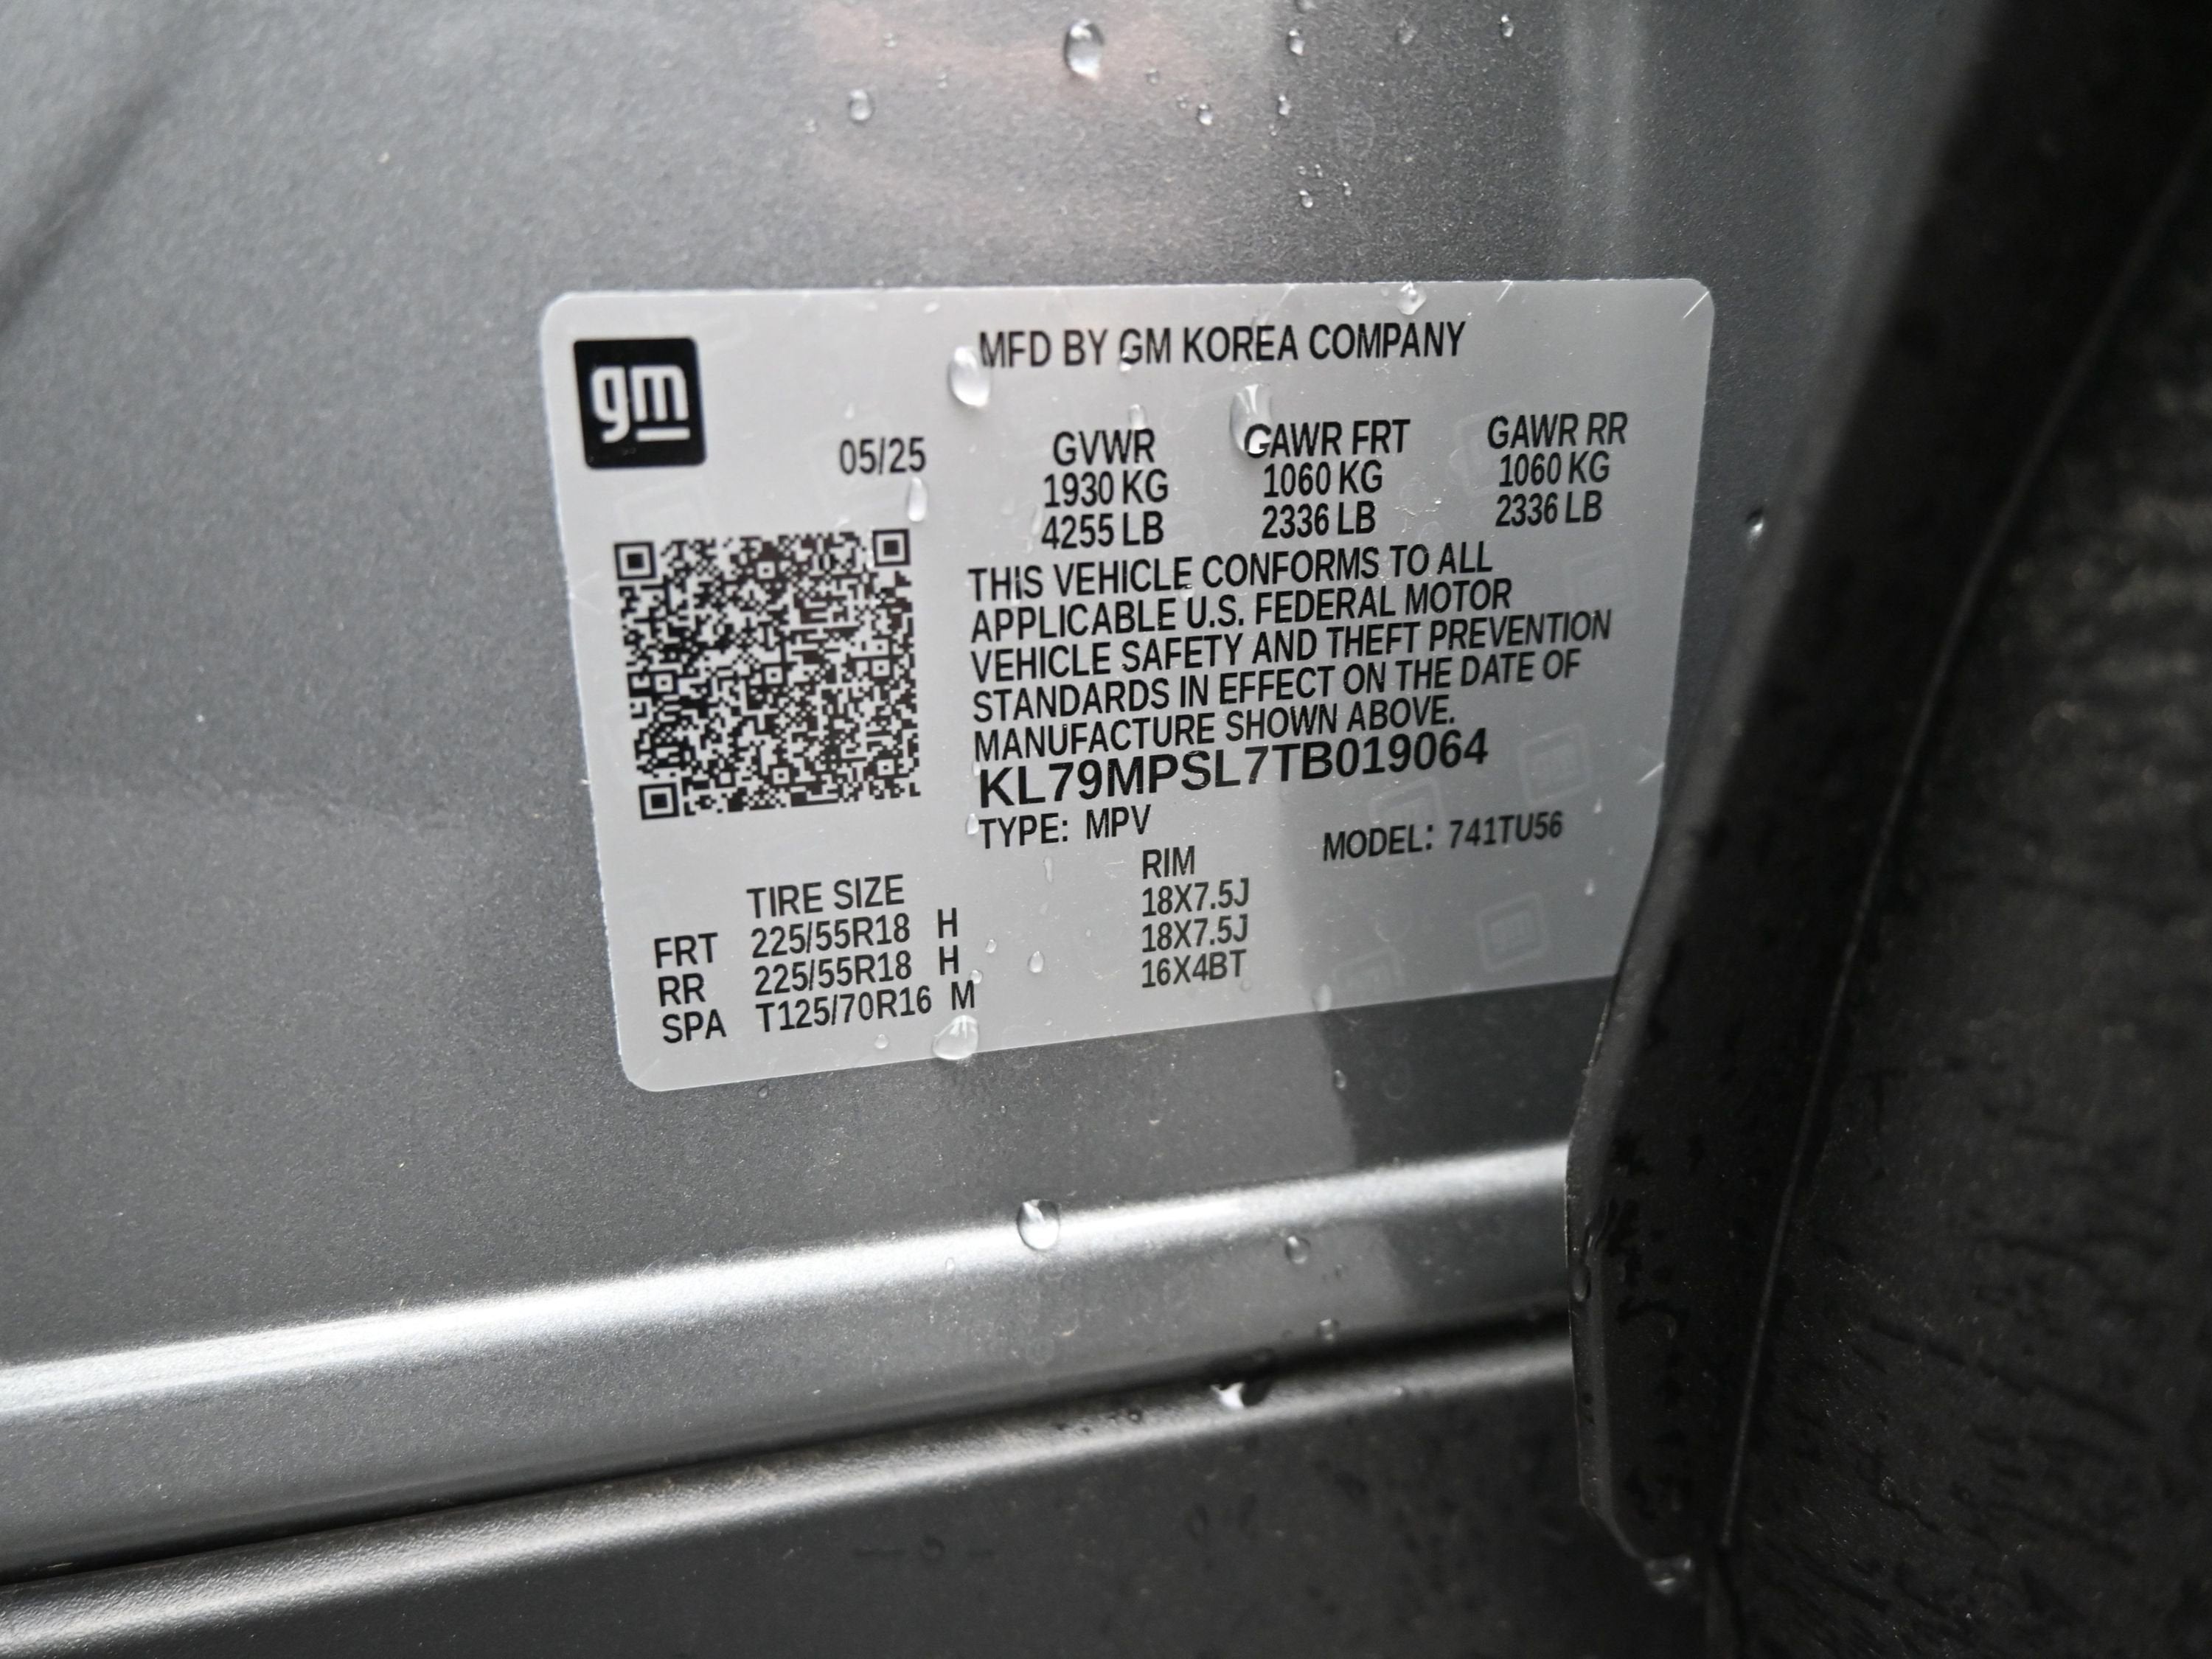 gm
MFD BY GM KOREA COMPANY
05/25
GVWR GAWR FRT GAWR RR
1930 KG 1060 KG 1060 KG
4255 LB 2336 LB 2336 LB
THIS VEHICLE CONFORMS TO ALL
APPLICABLE U.S. FEDERAL MOTOR
VEHICLE SAFETY AND THEFT PREVENTION
STANDARDS IN EFFECT ON THE DATE OF
MANUFACTURE SHOWN ABOVE.
KL79MPSL7TB019064
TYPE: MPV MODEL: 741TU56
TIRE SIZE RIM
FRT 225/55R18 H 18X7.5J
RR 225/55R18 H 18X7.5J
SPA T125/70R16 M 16X4BT